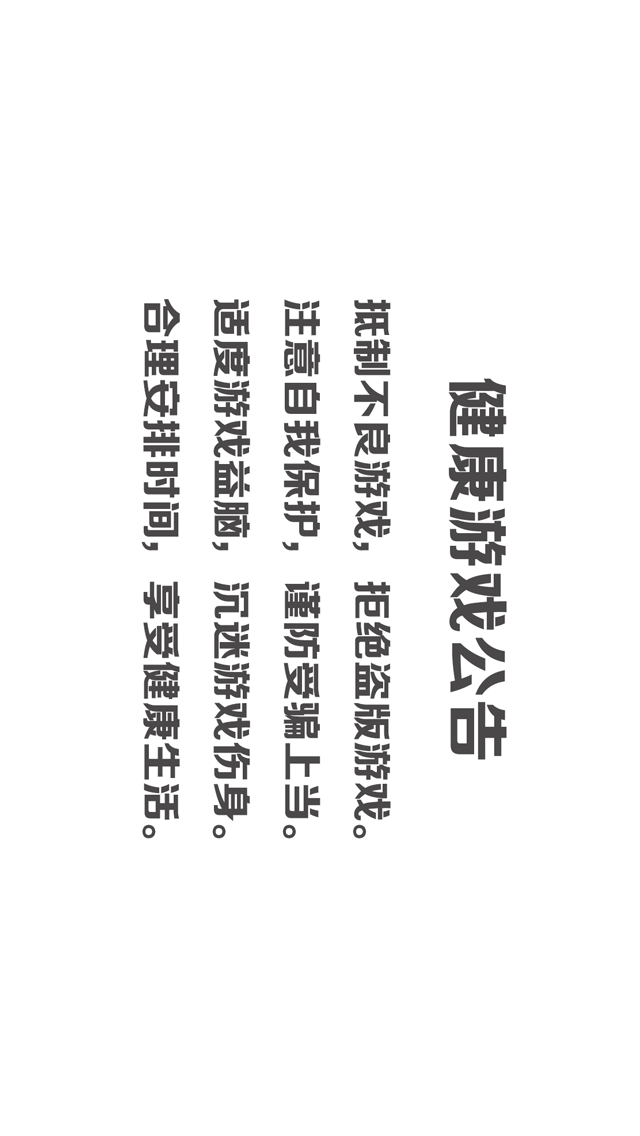 健康游戏公告
抵制不良游戏，拒绝盗版游戏。
注意自我保护，谨防受骗上当。
适度游戏益脑，沉迷游戏伤身。
合理安排时间，享受健康生活。